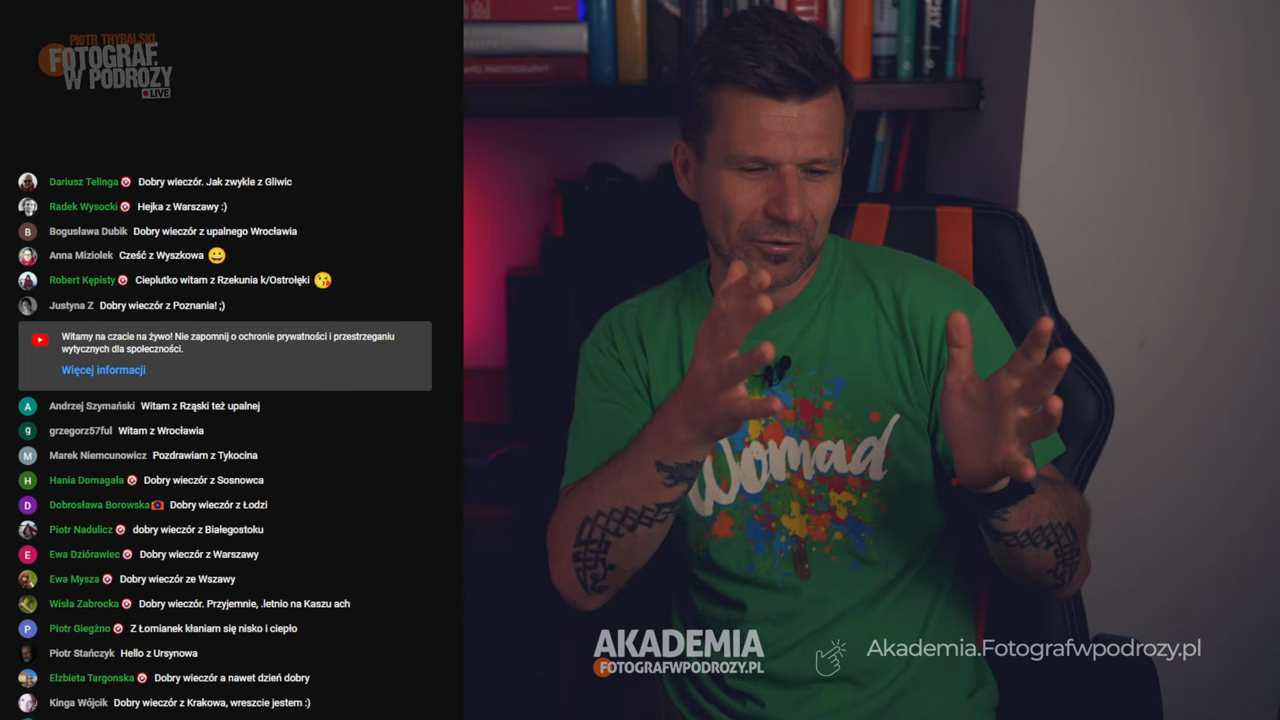 PIOTR TRYBALSKI
FOTOGRAF
W PODROZY
LIVE
Dariusz Telinga Dobry wieczór. Jak zwykle z Gliwic
Radek Wysocki Hejka z Warszawy :)
B Bogusława Dubik Dobry wieczór z upalnego Wrocławia
Anna Miziołek Cześć z Wyszkowa 😀
Robert Kępisty Cieplutko witam z Rzekunia k/Ostrołęki 😘
Justyna Z Dobry wieczór z Poznania! ;)
Witamy na czacie na żywo! Nie zapomnij o ochronie prywatności i przestrzeganiu
wytycznych dla społeczności.
Więcej informacji
A Andrzej Szymański Witam z Rząski też upalnej
g grzegorz57ful Witam z Wrocławia
M Marek Niemcunowicz Pozdrawiam z Tykocina
H Hania Domagała Dobry wieczór z Sosnowca
D Dobrosława Borowska Dobry wieczór z Łodzi
Piotr Nadulicz dobry wieczór z Białegostoku
E Ewa Dziórawiec Dobry wieczór z Warszawy
Ewa Mysza Dobry wieczór ze Wszawy
Wisła Zabrocka Dobry wieczór. Przyjemnie, .letnio na Kaszu ach
P Piotr Giegżno Z Łomianek kłaniam się nisko i ciepło
Piotr Stańczyk Hello z Ursynowa
Elzbieta Targonska Dobry wieczór a nawet dzień dobry
Kinga Wójcik Dobry wieczór z Krakowa, wreszcie jestem :)
PHOTOGRAPHY
Womad
AKADEMIA
FOTOGRAFWPODROZY.PL
Akademia.Fotografwpodrozy.pl